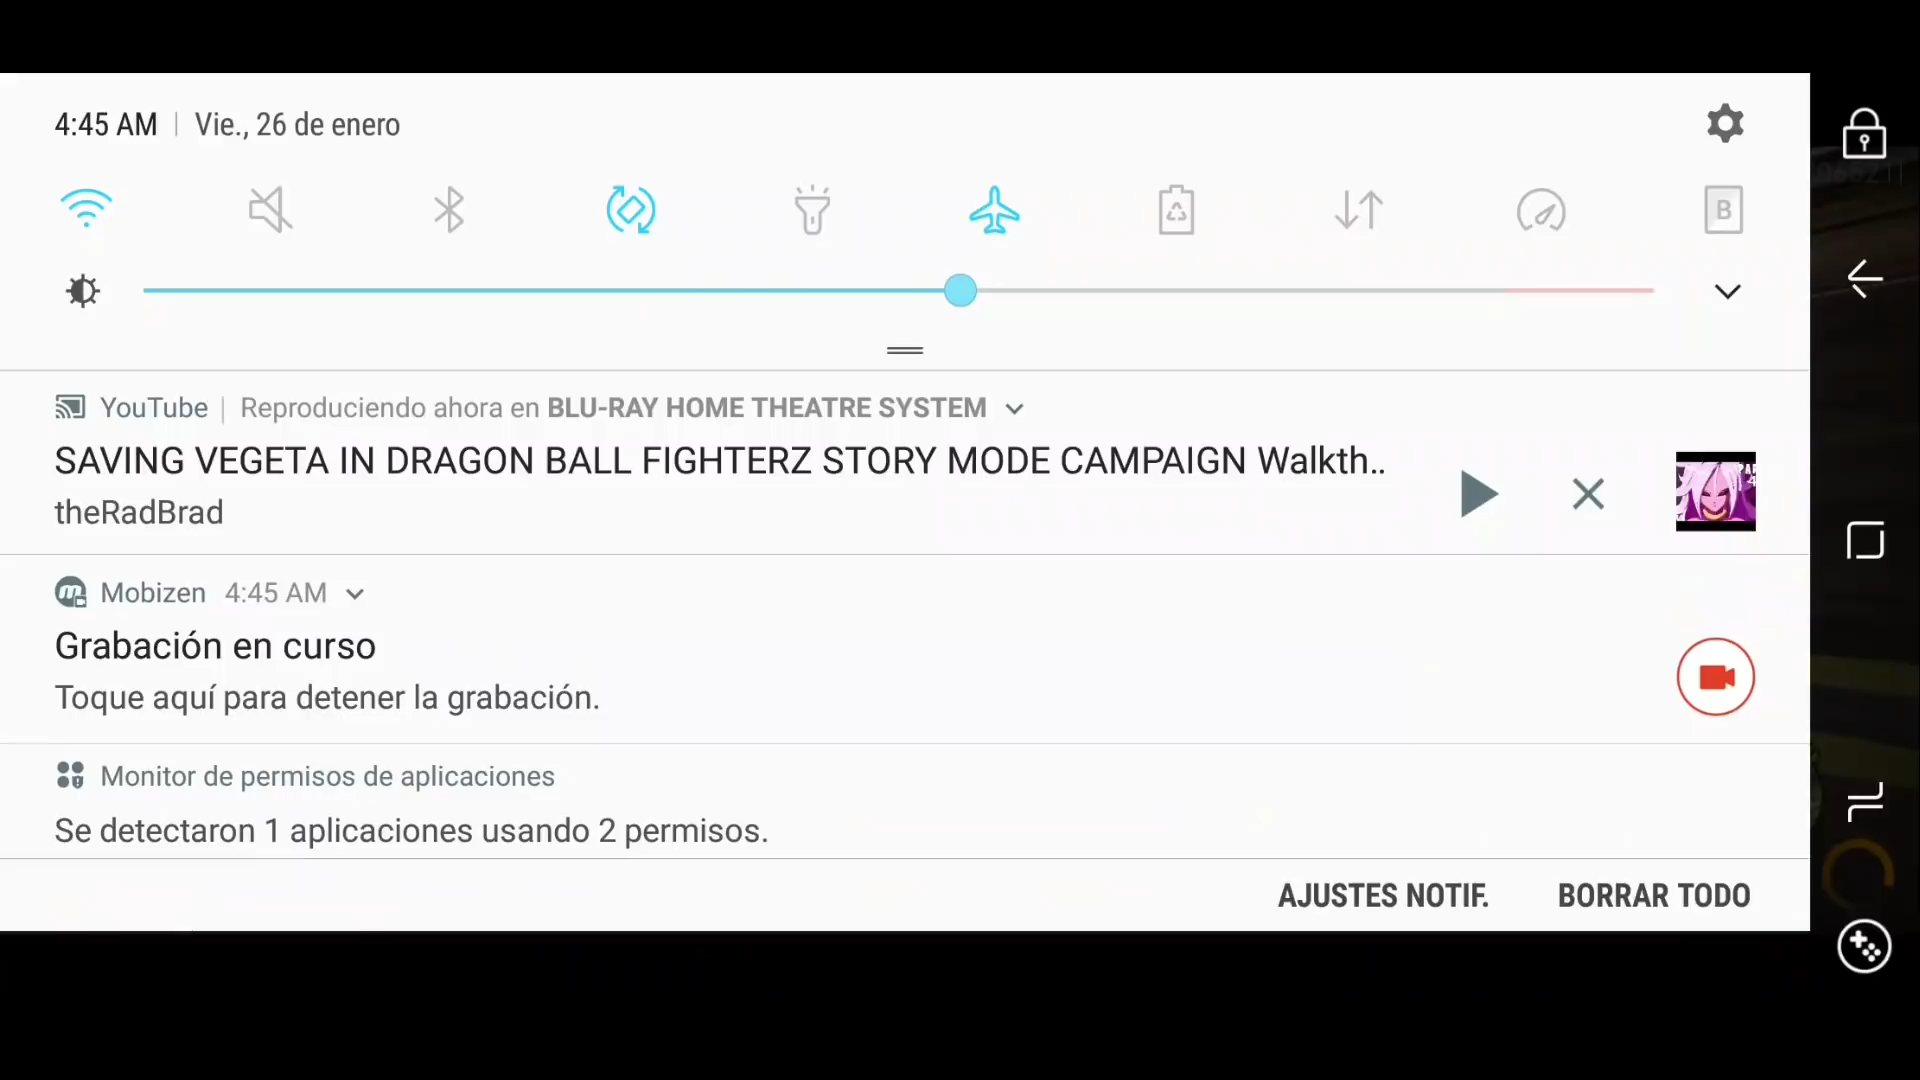 4:45 AM | Vie., 26 de enero
B
YouTube | Reproduciendo ahora en BLU-RAY HOME THEATRE SYSTEM
SAVING VEGETA IN DRAGON BALL FIGHTERZ STORY MODE CAMPAIGN Walkth..
theRadBrad
Mobizen 4:45 AM
Grabación en curso
Toque aquí para detener la grabación.
Monitor de permisos de aplicaciones
Se detectaron 1 aplicaciones usando 2 permisos.
AJUSTES NOTIF. BORRAR TODO